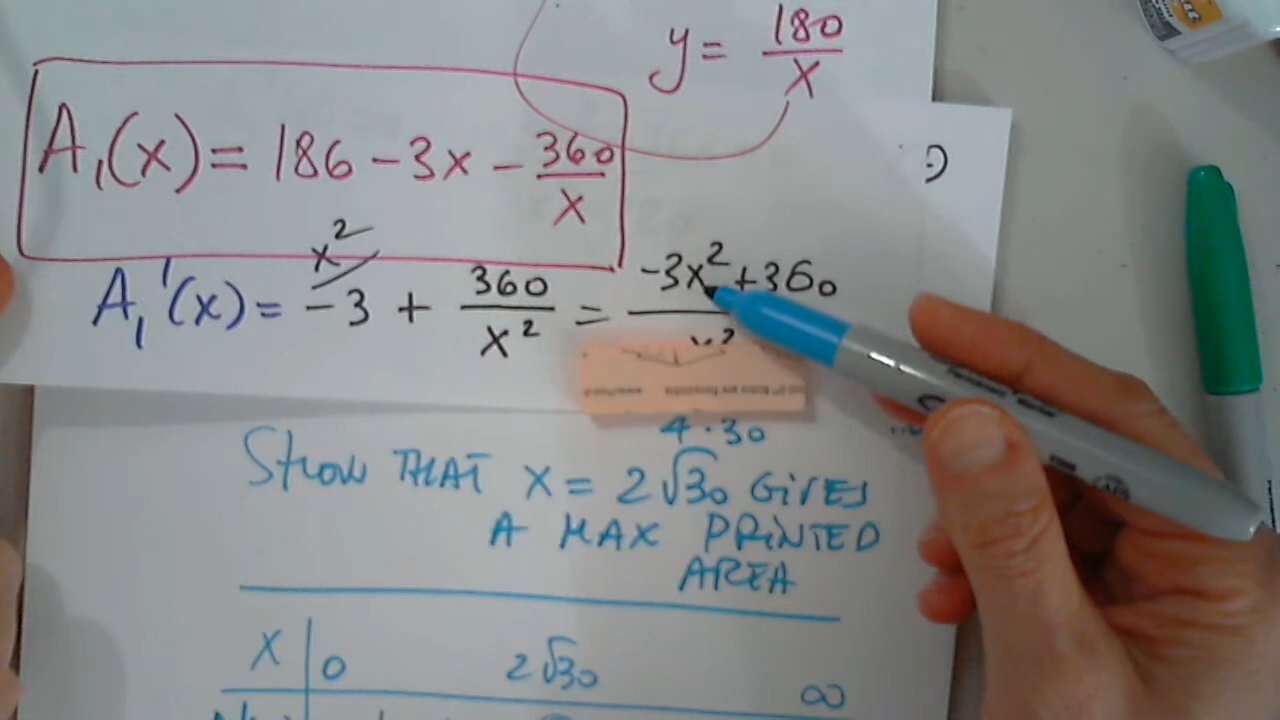 y = 180/x
A₁(x) = 186 - 3x - 360/x
x²
A₁'(x) = -3 + 360/x² = -3x²+360/x²
4·30
SHOW THAT x = 2√30 GIVES
A MAX PRINTED
AREA
x | 0 2√30 ∞